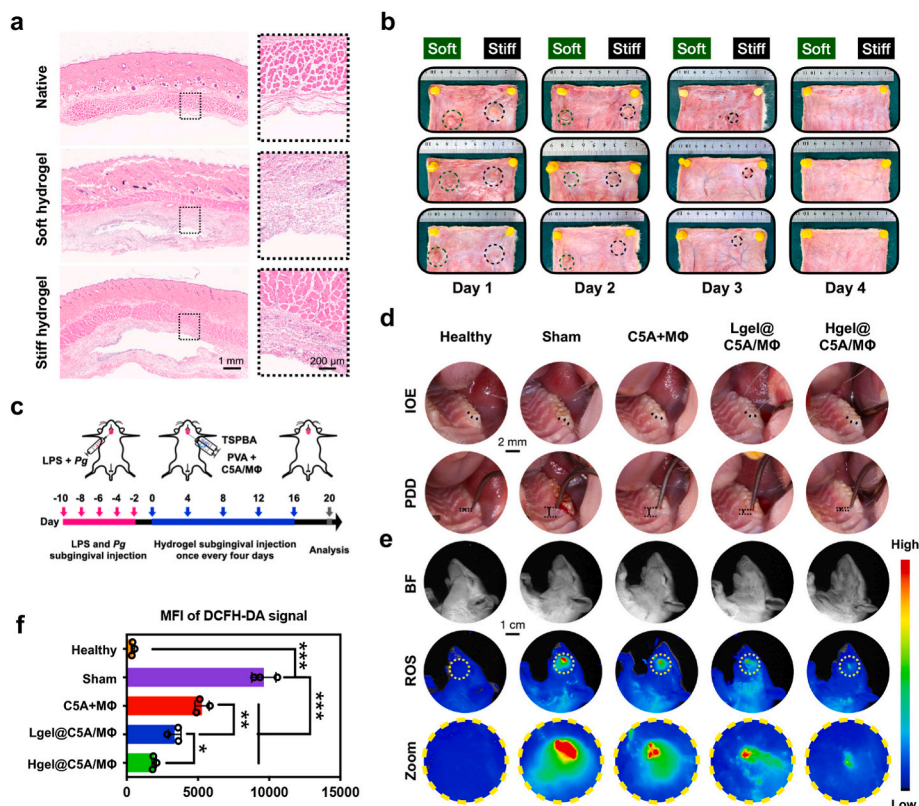 a
Native
Soft hydrogel
Stiff hydrogel
1 mm
200 µm
b
Soft Stiff Soft Stiff Soft Stiff Soft Stiff
Day 1 Day 2 Day 3 Day 4
c
LPS + Pg
TSPBA
PVA +
C5A/MΦ
-10 -8 -6 -4 -2 0 4 8 12 16 20
Day
LPS and Pg
subgingival injection
Hydrogel subgingival injection
once every four days
Analysis
d
Healthy Sham C5A+MΦ Lgel@
C5A/MΦ Hgel@
C5A/MΦ
IOE
2 mm
PDD
e
BF
1 cm
ROS
Zoom
High
Low
f
MFI of DCFH-DA signal
Healthy
Sham
C5A+MΦ
Lgel@C5A/MΦ
Hgel@C5A/MΦ
***
***
**
*
0 5000 10000 15000